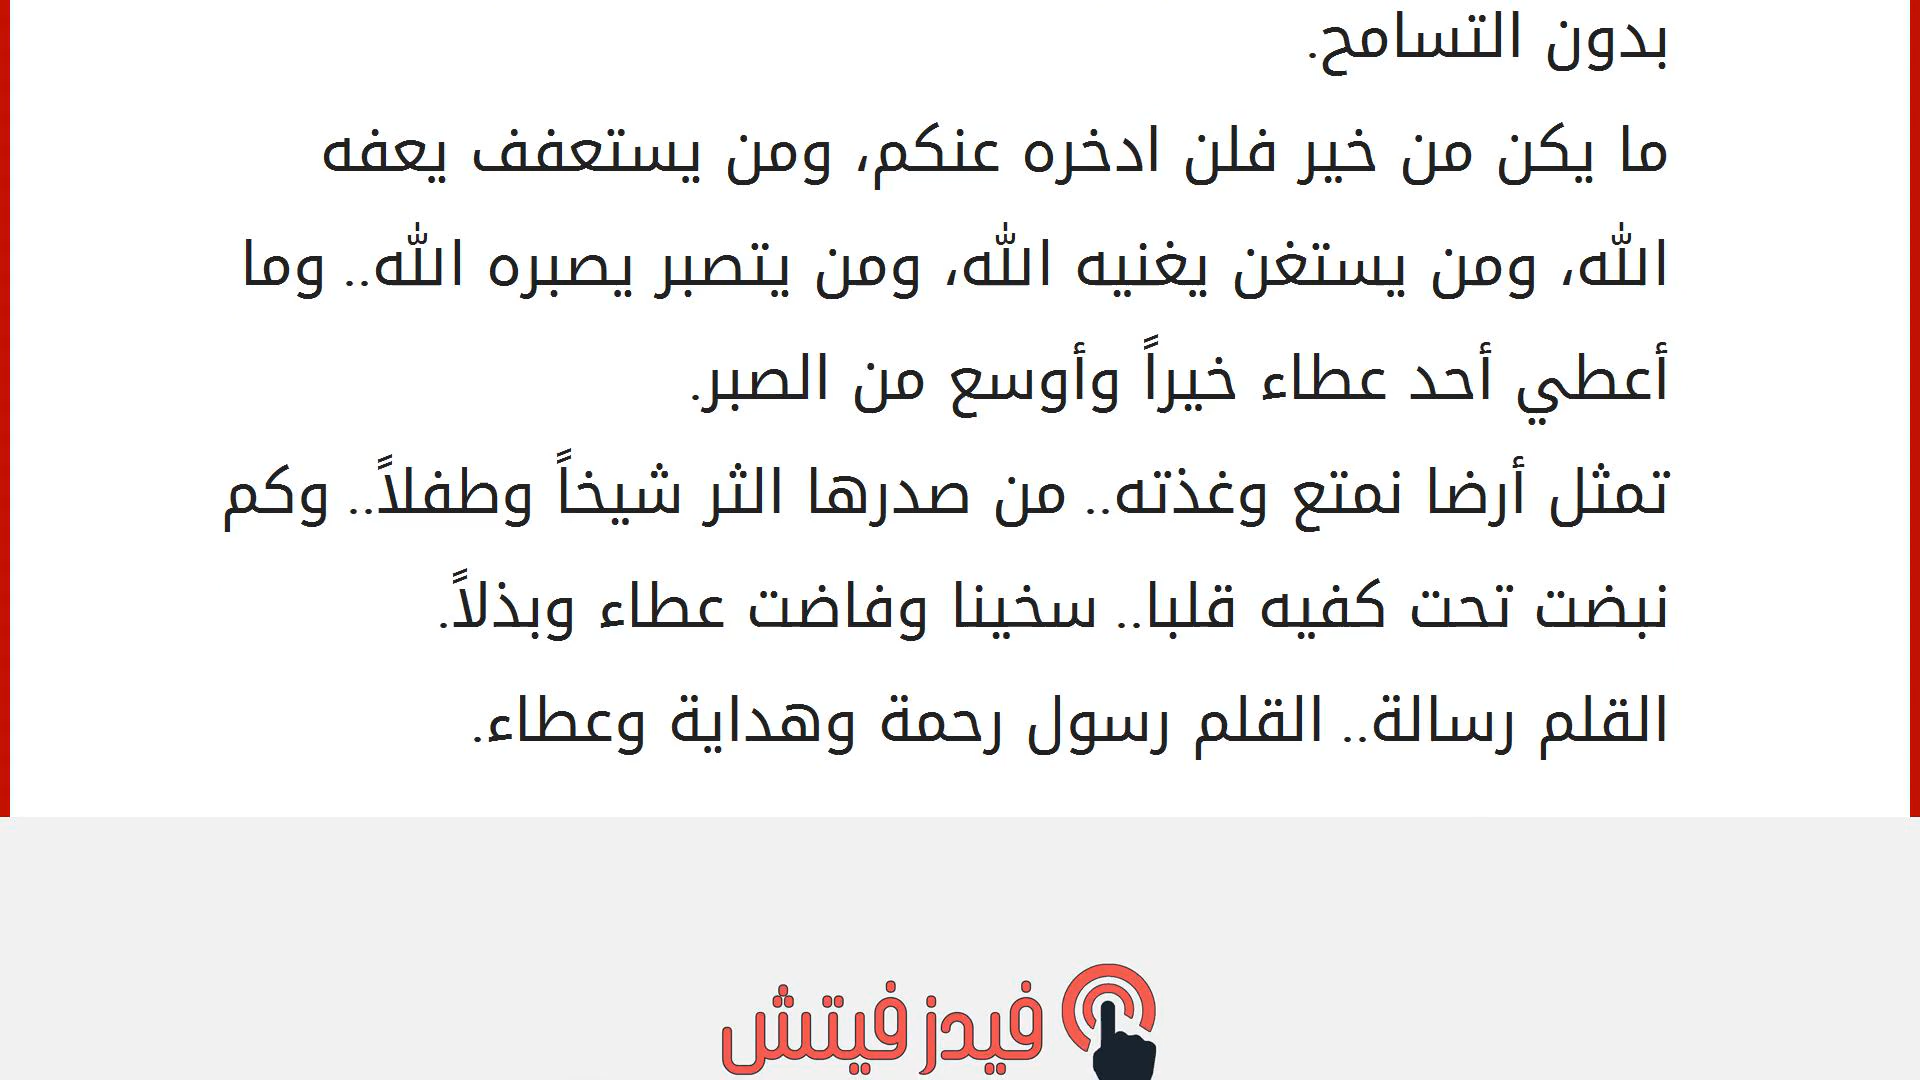 بدون التسامح.
ما يكن من خير فلن ادخره عنكم، ومن يستعفف يعفه
الله، ومن يستغن يغنيه الله، ومن يتصبر يصبره الله.. وما
أعطي أحد عطاء خيراً وأوسع من الصبر.
تمثل أرضا نمتع وغذته.. من صدرها الثر شيخاً وطفلاً.. وكم
نبضت تحت كفيه قلبا.. سخينا وفاضت عطاء وبذلاً.
القلم رسالة.. القلم رسول رحمة وهداية وعطاء.
فيدز فيتش